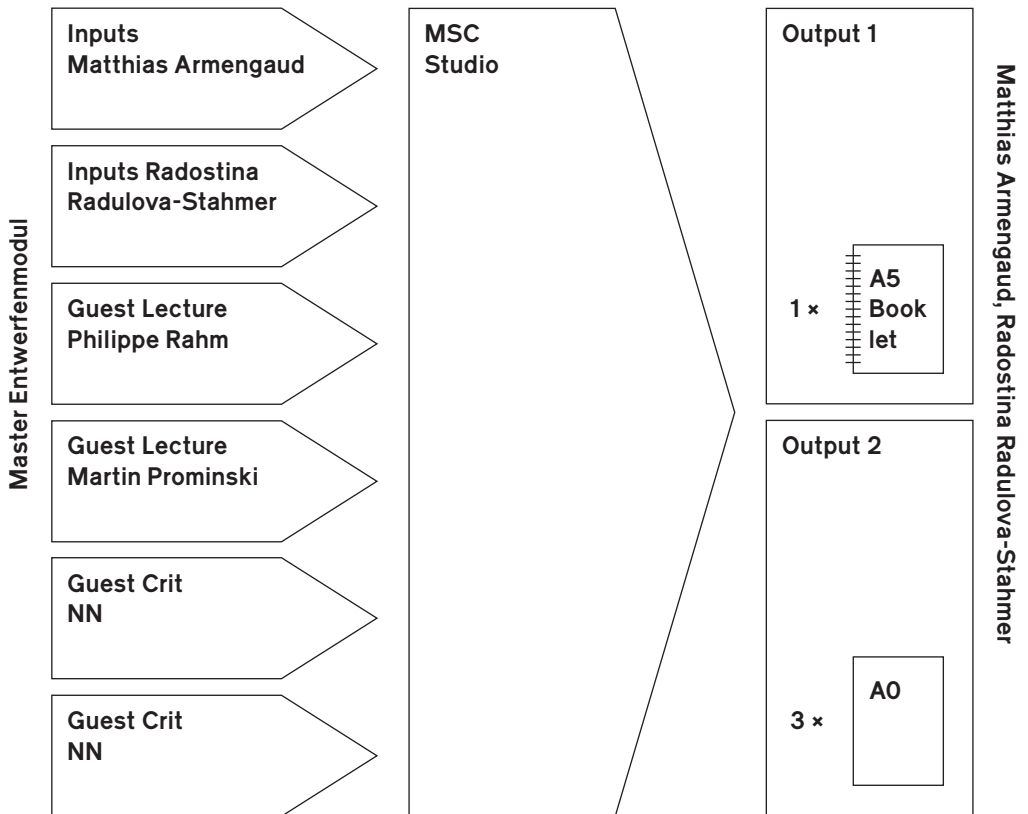 Master Entwerfenmodul
Inputs
Matthias Armengaud
Inputs Radostina
Radulova-Stahmer
Guest Lecture
Philippe Rahm
Guest Lecture
Martin Prominski
Guest Crit
NN
Guest Crit
NN
MSC
Studio
Output 1
1 ×
A5
Book
let
Output 2
3 ×
A0
Matthias Armengaud, Radostina Radulova-Stahmer